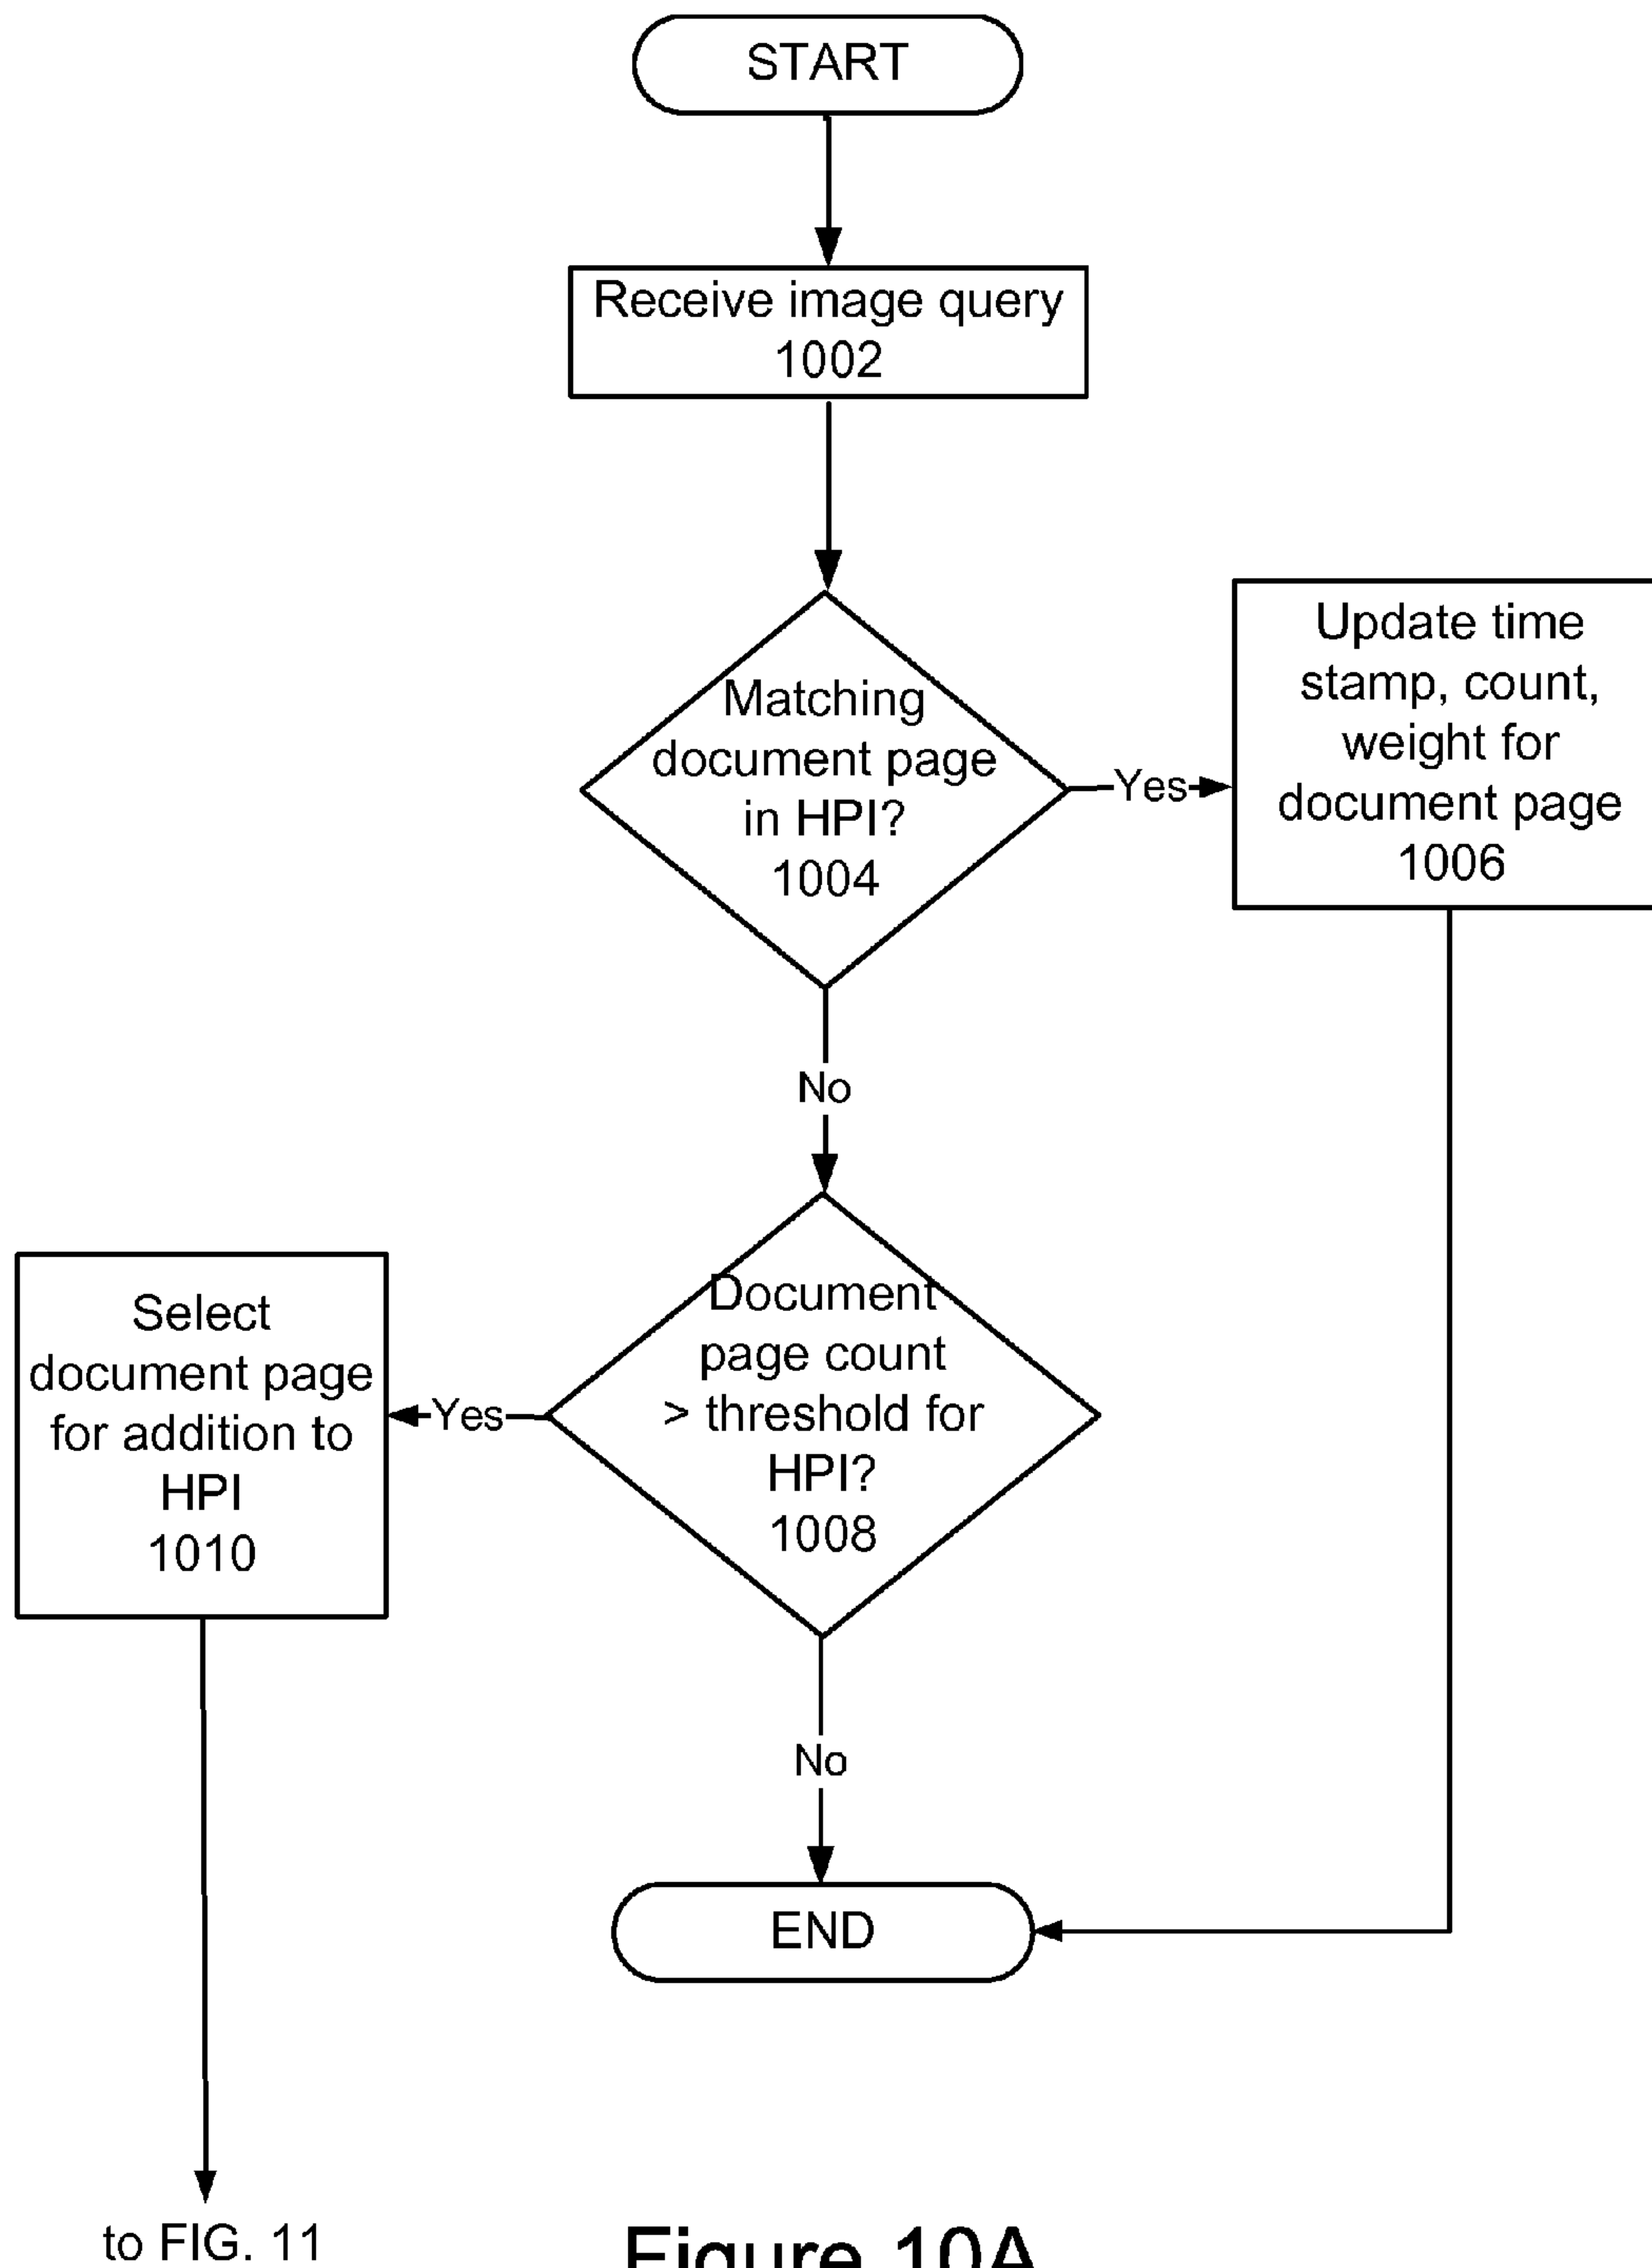 START
Receive image query
1002
Matching
document page
in HPI?
1004
Yes
Update time
stamp, count,
weight for
document page
1006
No
Document
page count
> threshold for
HPI?
1008
Yes
Select
document page
for addition to
HPI
1010
No
END
to FIG. 11
Figure 10A